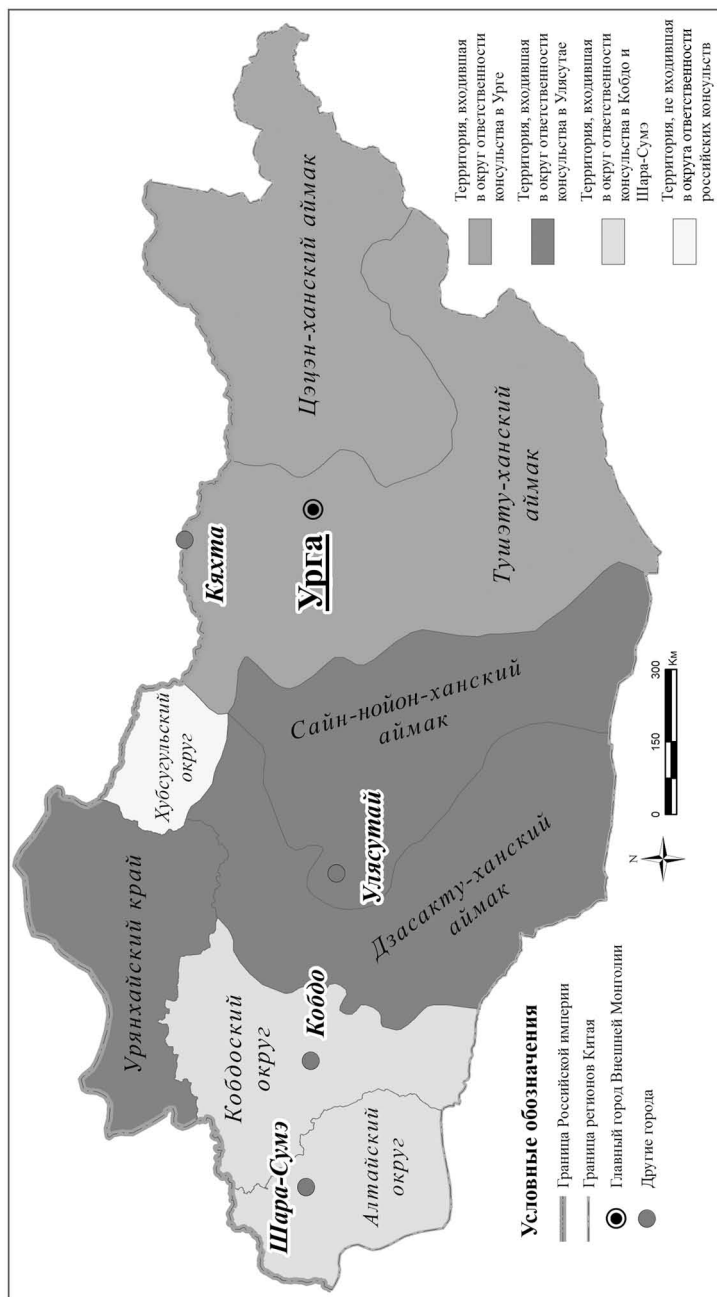 Урянхайский край
Хубсугульский
округ
Кяхта
Цэцэн-ханский аймак
Кобдоский
округ
Шара-Сумэ
Кобдо
Алтайский
округ
Улясутай
Урга
Сайн-нойон-ханский
аймак
Дзасакту-ханский
аймак
Тушэту-ханский
аймак
Условные обозначения
Граница Российской империи
Граница регионов Китая
Главный город Внешней Монголии
Другие города
N
0
150
300
Км
Территория, входившая
в округ ответственности
консульства в Урге
Территория, входившая
в округ ответственности
консульства в Улясутае
Территория, входившая
в округ ответственности
консульства в Кобдо и
Шара-Сумэ
Территория, не входившая
в округа ответственности
российских консульств